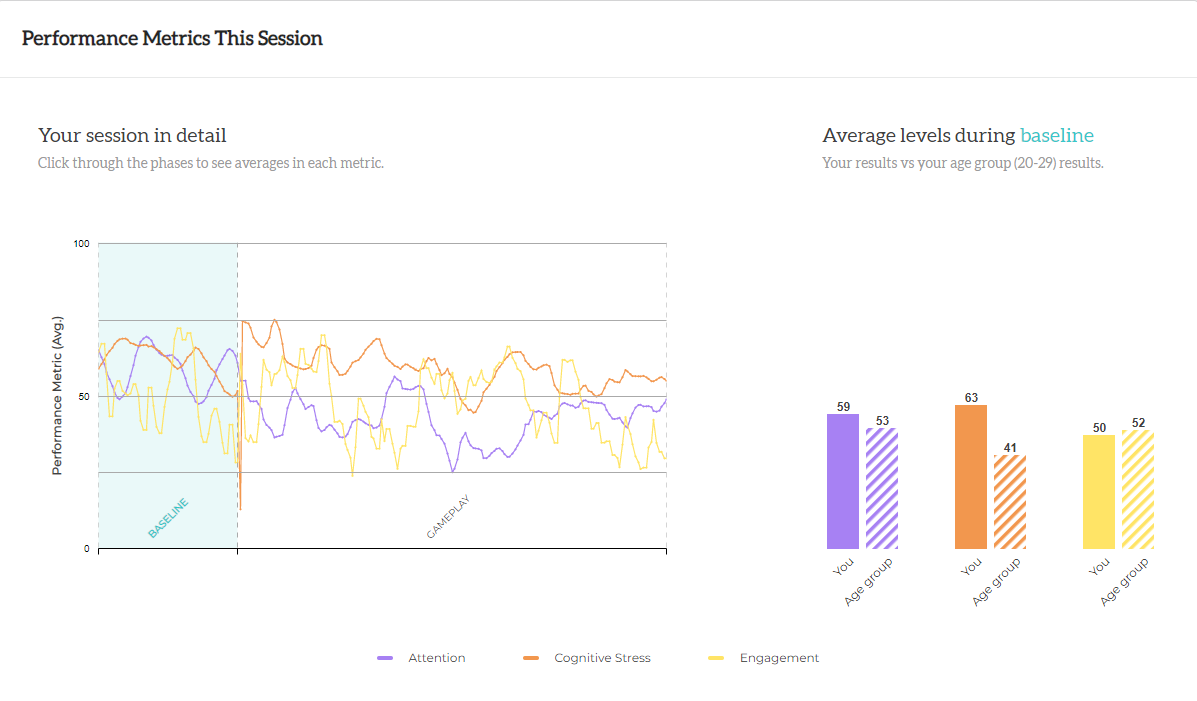 Performance Metrics This Session
Your session in detail
Click through the phases to see averages in each metric.
Average levels during baseline
Your results vs your age group (20-29) results.
Performance Metric (Avg.)
100
50
0
BASELINE
GAMEPLAY
59
53
63
41
50
52
You
Age group
You
Age group
You
Age group
Attention
Cognitive Stress
Engagement